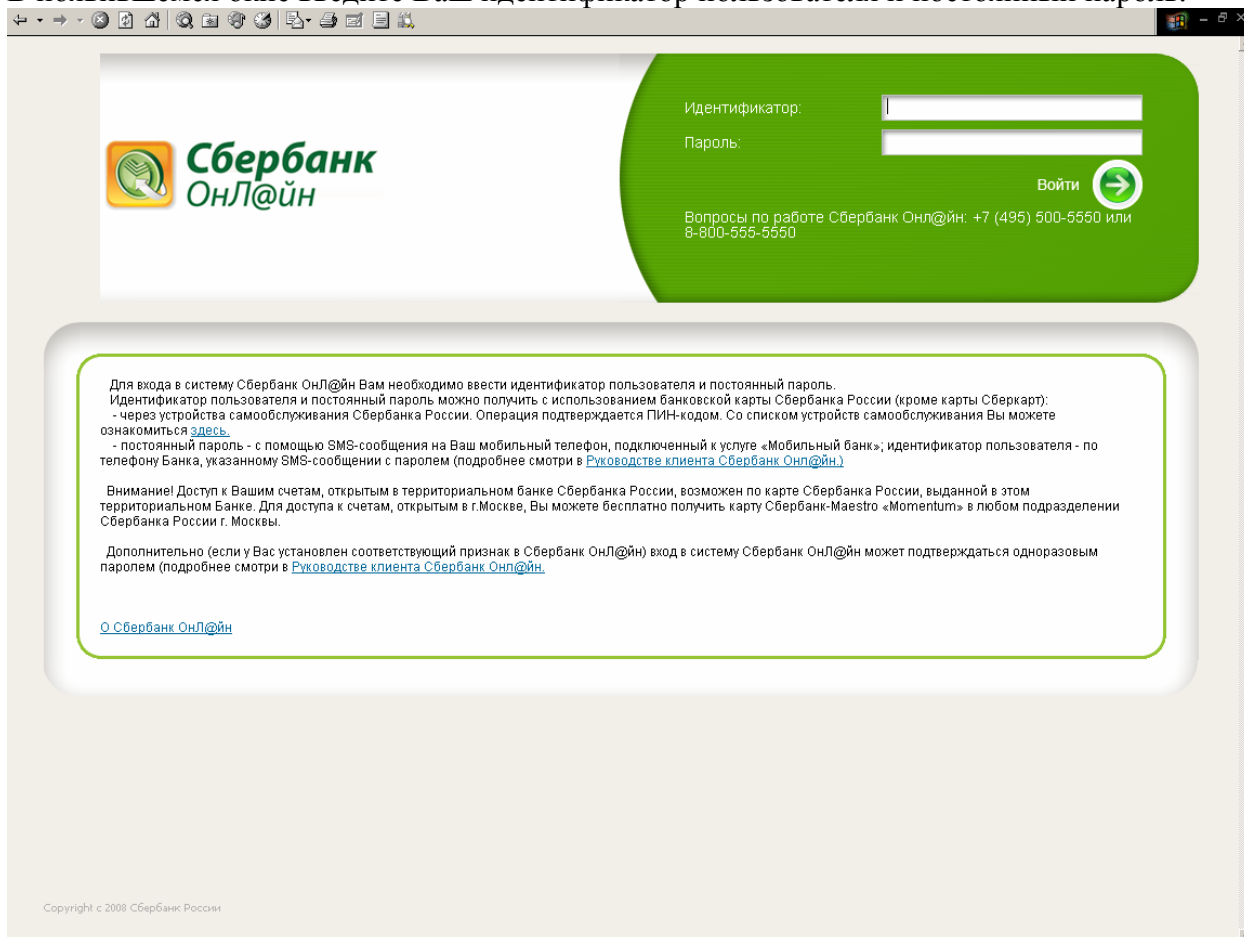 В появившемся окне введите Ваш идентификатор пользователя и постоянный пароль.
Идентификатор:
Пароль:
Сбербанк
ОнЛ@йн
Войти
Вопросы по работе Сбербанк Онл@йн: +7 (495) 500-5550 или
8-800-555-5550
Для входа в систему Сбербанк ОнЛ@йн Вам необходимо ввести идентификатор пользователя и постоянный пароль.
Идентификатор пользователя и постоянный пароль можно получить с использованием банковской карты Сбербанка России (кроме карты Сберкарт):
- через устройства самообслуживания Сбербанка России. Операция подтверждается ПИН-кодом. Со списком устройств самообслуживания Вы можете
ознакомиться здесь.
- постоянный пароль - с помощью SMS-сообщения на Ваш мобильный телефон, подключенный к услуге «Мобильный банк»; идентификатор пользователя - по
телефону Банка, указанному SMS-сообщении с паролем (подробнее смотри в Руководстве клиента Сбербанк Онл@йн.)
Внимание! Доступ к Вашим счетам, открытым в территориальном банке Сбербанка России, возможен по карте Сбербанка России, выданной в этом
территориальном Банке. Для доступа к счетам, открытым в г.Москве, Вы можете бесплатно получить карту Сбербанк-Maestro «Momentum» в любом подразделении
Сбербанка России г. Москвы.
Дополнительно (если у Вас установлен соответствующий признак в Сбербанк ОнЛ@йн) вход в систему Сбербанк ОнЛ@йн может подтверждаться одноразовым
паролем (подробнее смотри в Руководстве клиента Сбербанк Онл@йн.
О Сбербанк ОнЛ@йн
Copyright c 2008 Сбербанк России